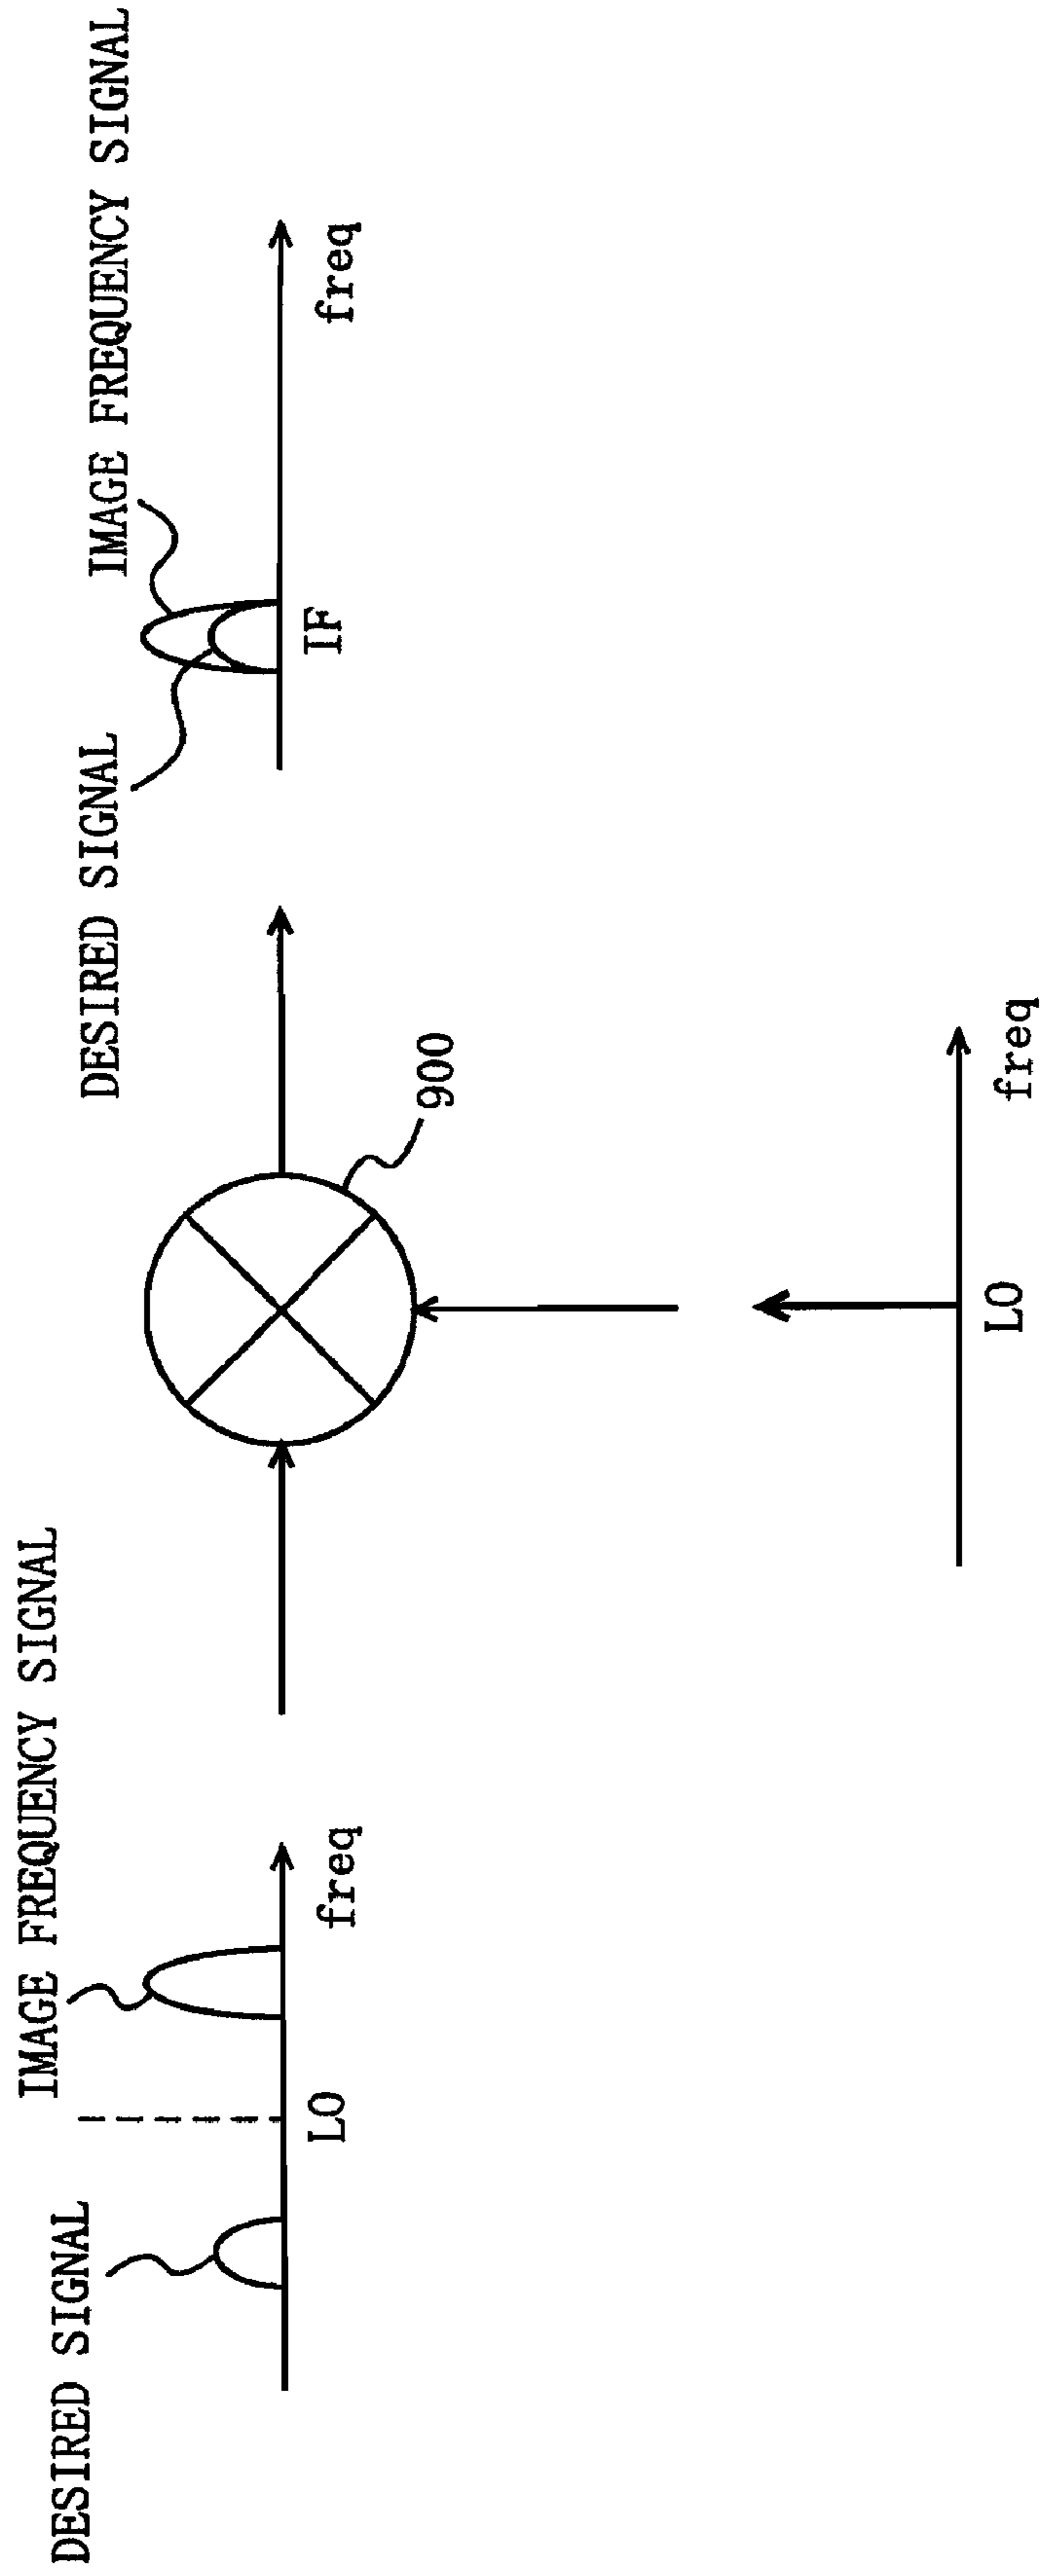 DESIRED SIGNAL
IMAGE FREQUENCY SIGNAL
LO
freq
900
LO
freq
DESIRED SIGNAL
IMAGE FREQUENCY SIGNAL
IF
freq